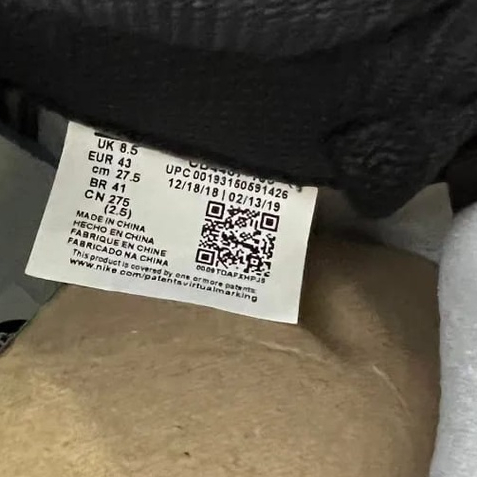 UK 8.5
EUR 43
cm 27.5
BR 41
CN 275
(2.5)
UPC 00193150591426
12/18/18 | 02/13/19
MADE IN CHINA
HECHO EN CHINA
FABRIQUE EN CHINE
FABRICADO NA CHINA
This product is covered by one or more patents:
www.nike.com/patentsvirtualmarking